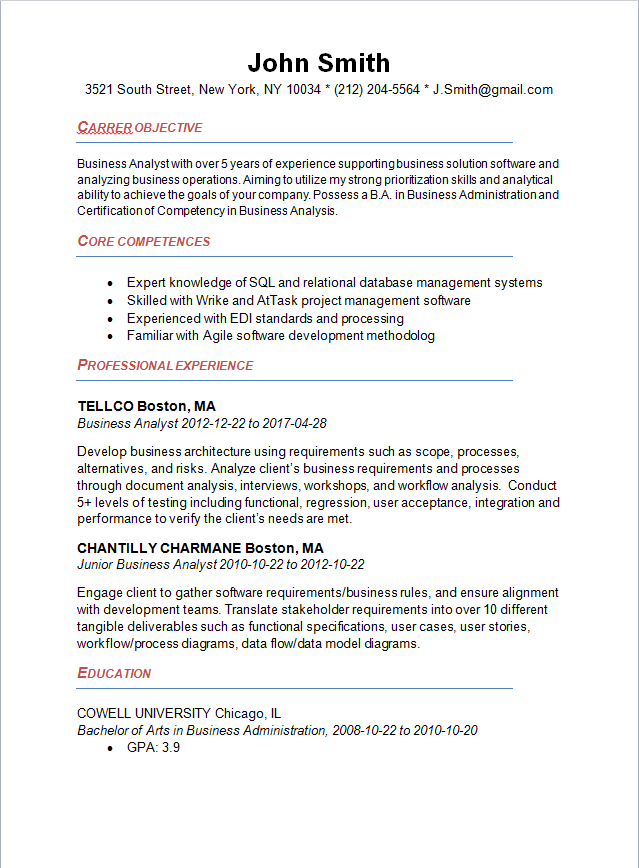 John Smith
3521 South Street, New York, NY 10034 * (212) 204-5564 * J.Smith@gmail.com
CARRER OBJECTIVE
Business Analyst with over 5 years of experience supporting business solution software and
analyzing business operations. Aiming to utilize my strong prioritization skills and analytical
ability to achieve the goals of your company. Possess a B.A. in Business Administration and
Certification of Competency in Business Analysis.
CORE COMPETENCES
• Expert knowledge of SQL and relational database management systems
• Skilled with Wrike and AtTask project management software
• Experienced with EDI standards and processing
• Familiar with Agile software development methodolog
PROFESSIONAL EXPERIENCE
TELLCO Boston, MA
Business Analyst 2012-12-22 to 2017-04-28
Develop business architecture using requirements such as scope, processes,
alternatives, and risks. Analyze client’s business requirements and processes
through document analysis, interviews, workshops, and workflow analysis.  Conduct
5+ levels of testing including functional, regression, user acceptance, integration and
performance to verify the client’s needs are met.
CHANTILLY CHARMANE Boston, MA
Junior Business Analyst 2010-10-22 to 2012-10-22
Engage client to gather software requirements/business rules, and ensure alignment
with development teams. Translate stakeholder requirements into over 10 different
tangible deliverables such as functional specifications, user cases, user stories,
workflow/process diagrams, data flow/data model diagrams.
EDUCATION
COWELL UNIVERSITY Chicago, IL
Bachelor of Arts in Business Administration, 2008-10-22 to 2010-10-20
• GPA: 3.9